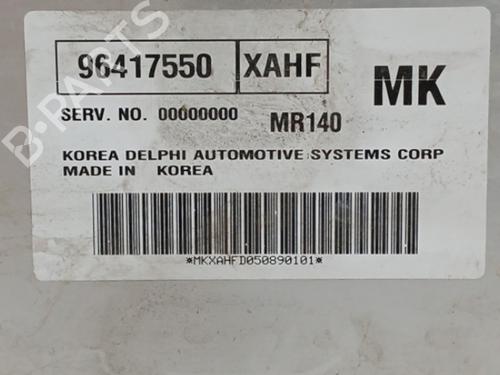 96417550 XAHF MK
SERV. NO. 00000000 MR140
KOREA DELPHI AUTOMOTIVE SYSTEMS CORP
MADE IN KOREA
*MKXAHFD050890101*
B-PARTS